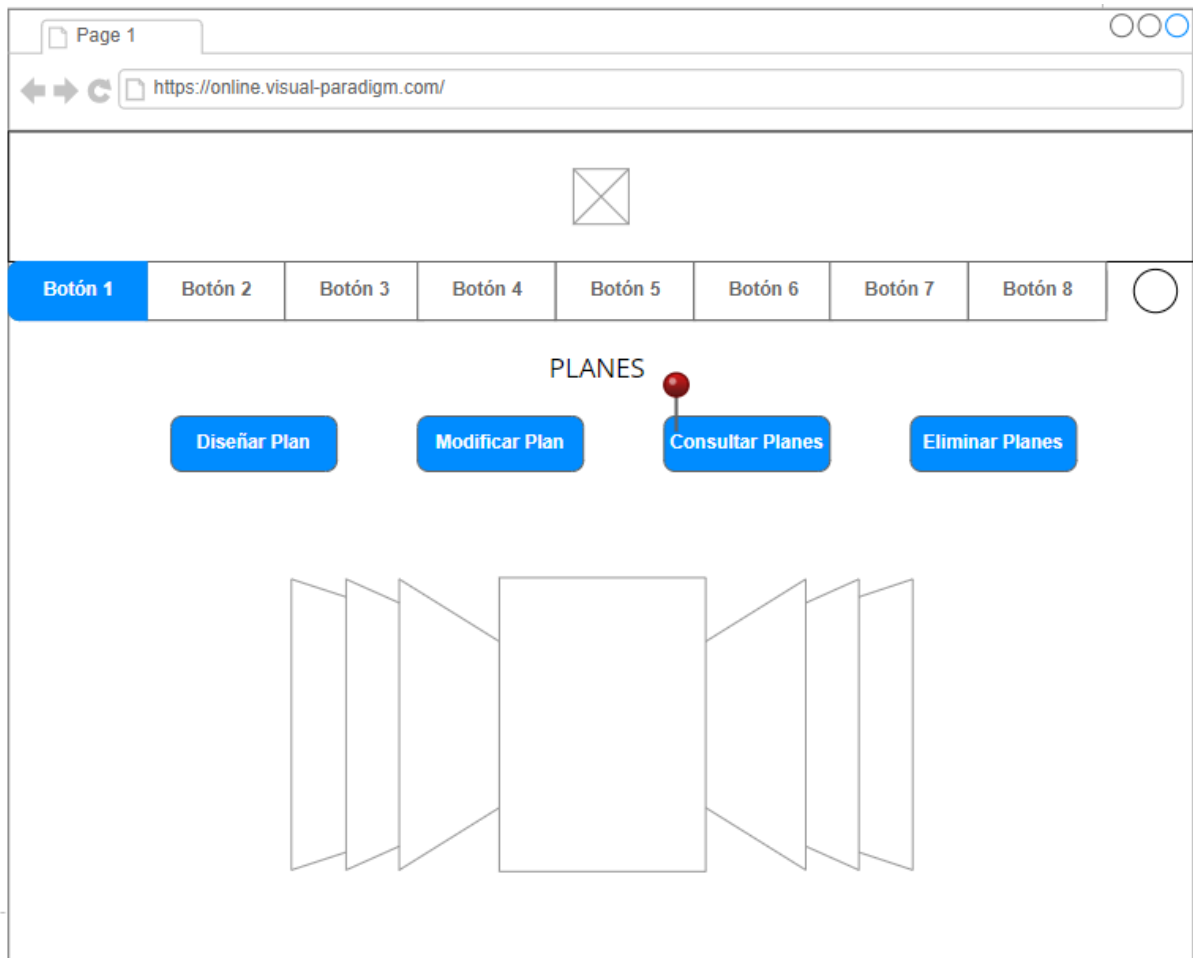 Page 1
https://online.visual-paradigm.com/
Botón 1 Botón 2 Botón 3 Botón 4 Botón 5 Botón 6 Botón 7 Botón 8
PLANES
Diseñar Plan Modificar Plan Consultar Planes Eliminar Planes